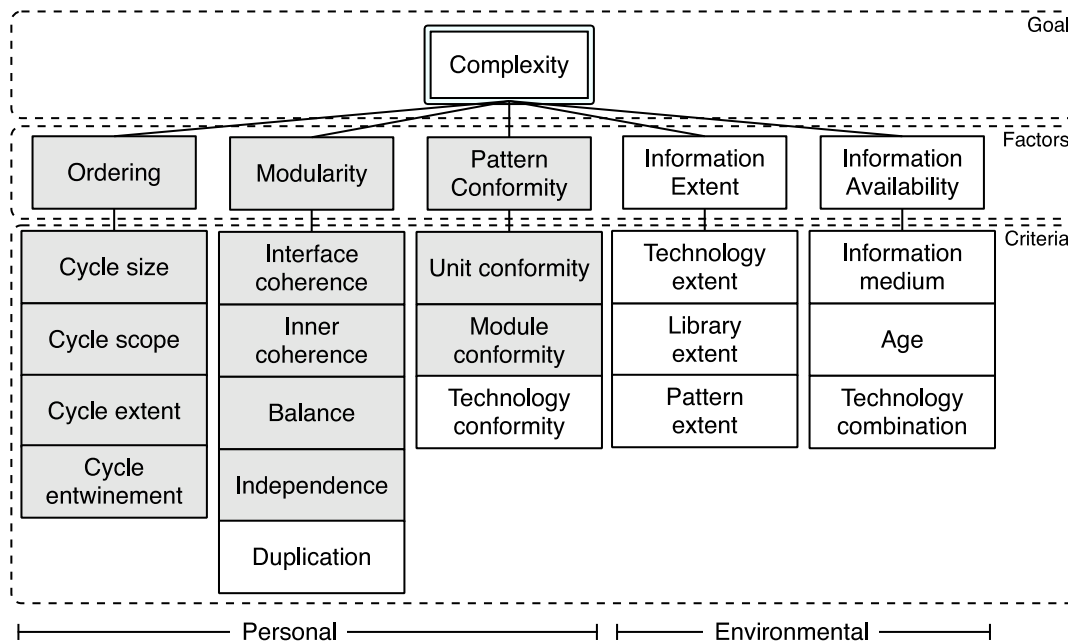 Goal
Complexity
Factors
Ordering
Modularity
Pattern
Conformity
Information
Extent
Information
Availability
Criteria
Cycle size
Cycle scope
Cycle extent
Cycle
entwinement
Interface
coherence
Inner
coherence
Balance
Independence
Duplication
Unit conformity
Module
conformity
Technology
conformity
Technology
extent
Library
extent
Pattern
extent
Information
medium
Age
Technology
combination
Personal
Environmental